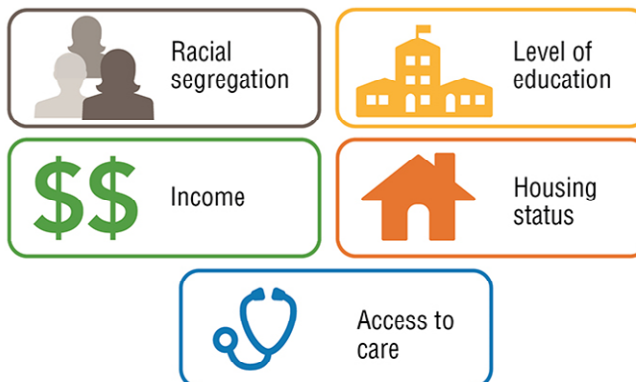 Racial
segregation
Level of
education
$$
Income
Housing
status
Access to
care